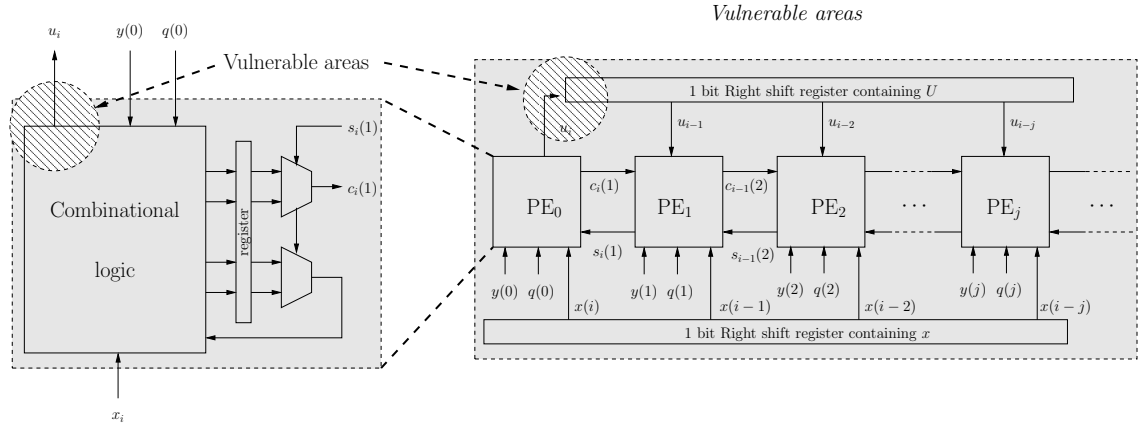 Vulnerable areas
u_i
y(0)
q(0)
Vulnerable areas
s_i(1)
c_i(1)
Combinational
logic
register
x_i
1 bit Right shift register containing U
u_i
u_{i−1}
u_{i−2}
u_{i−j}
PE_0
c_i(1)
s_i(1)
PE_1
c_{i−1}(2)
s_{i−1}(2)
PE_2
· · ·
PE_j
· · ·
y(0)
q(0)
y(1)
q(1)
y(2)
q(2)
y(j)
q(j)
x(i)
x(i − 1)
x(i − 2)
x(i − j)
1 bit Right shift register containing x